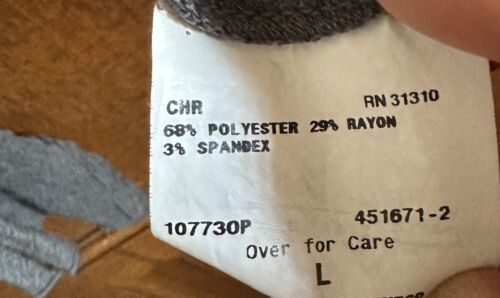 CHR RN 31310
68% POLYESTER 29% RAYON
3% SPANDEX
107730P 451671-2
Over for Care
L